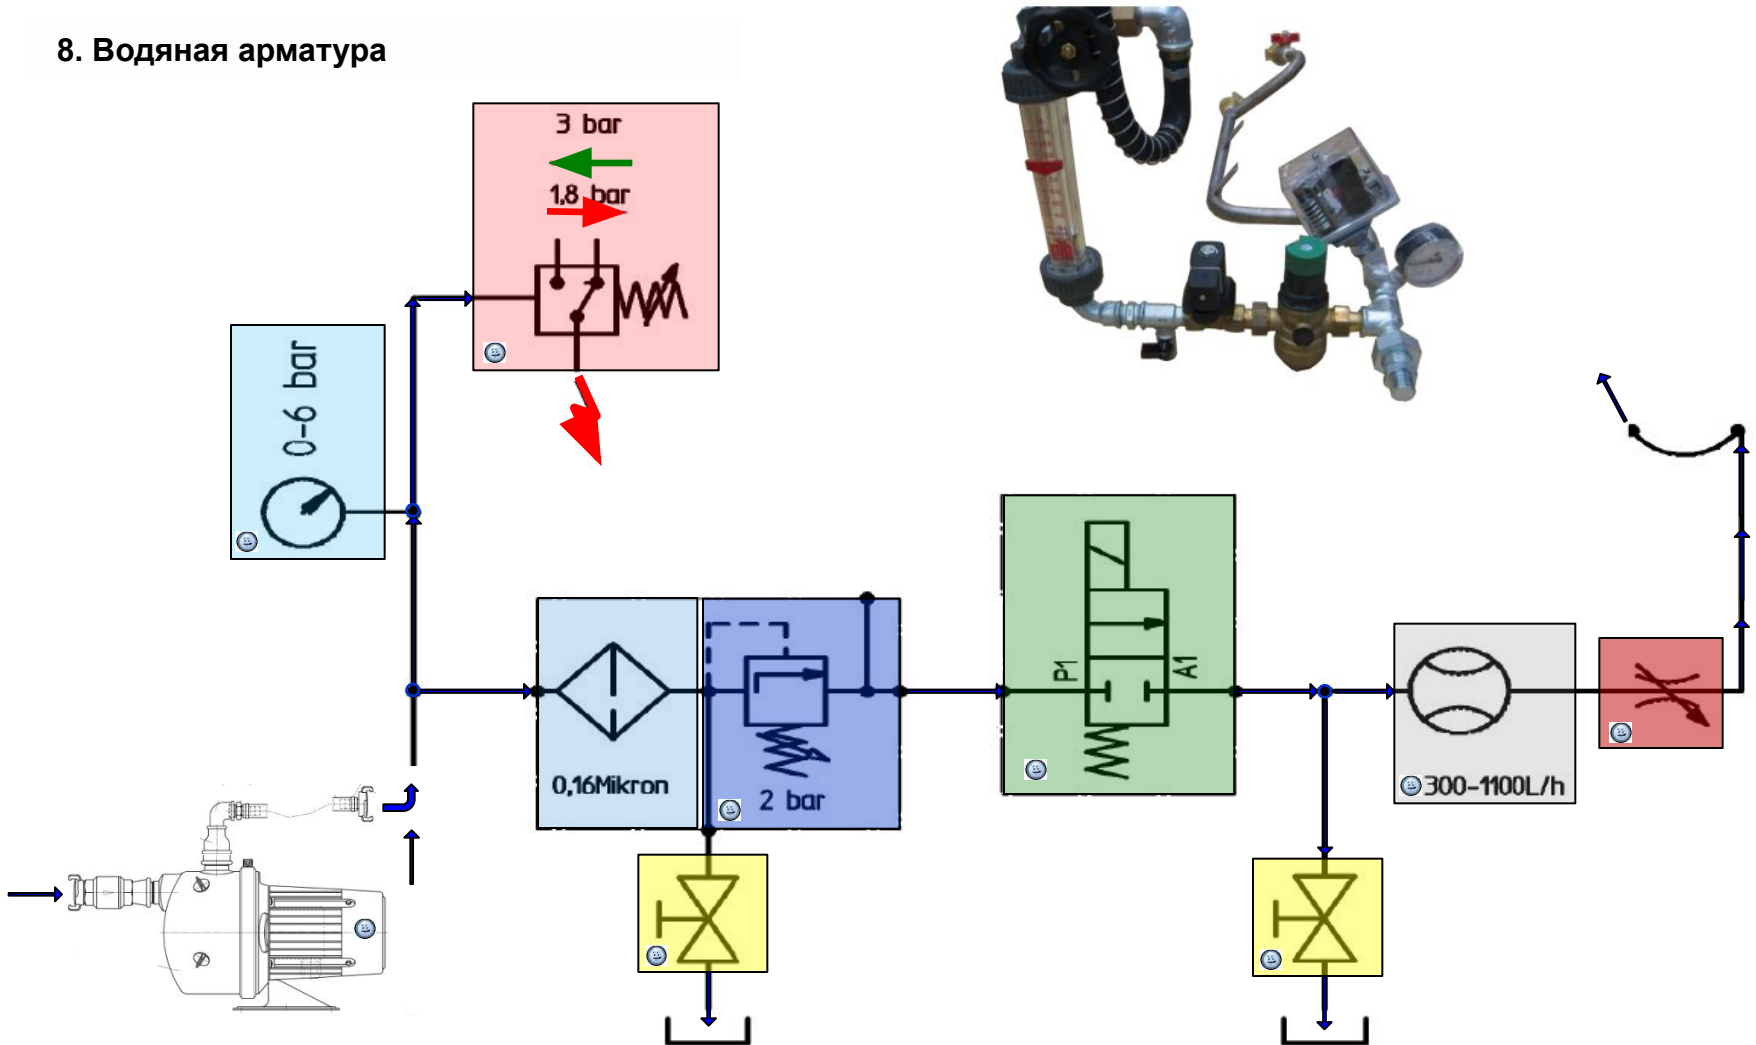 8. Водяная арматура
3 bar
1,8 bar
0-6 bar
P1
A1
0,16Mikron
2 bar
300-1100L/h